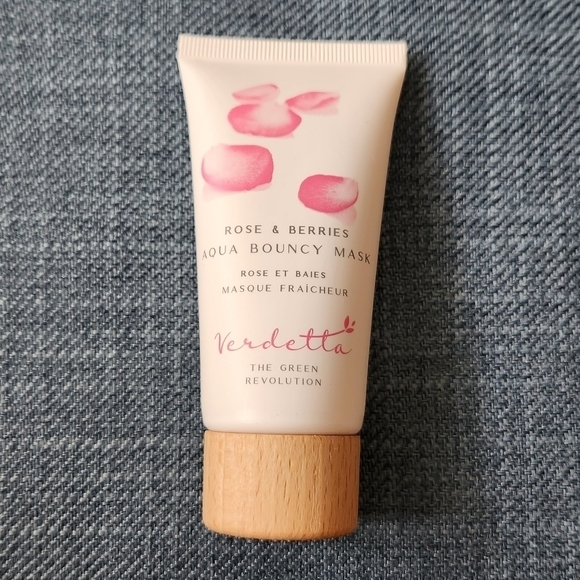 ROSE & BERRIES
AQUA BOUNCY MASK
ROSE ET BAIES
MASQUE FRAÎCHEUR
Verdetta
THE GREEN
REVOLUTION